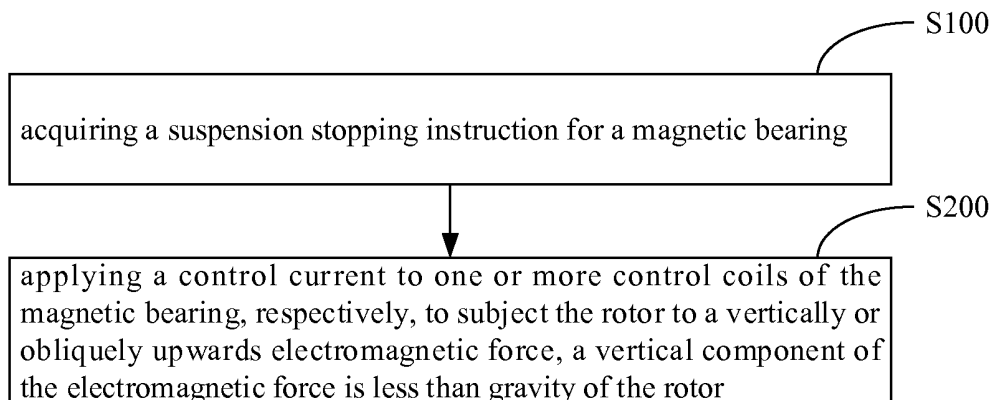 S100
acquiring a suspension stopping instruction for a magnetic bearing
S200
applying a control current to one or more control coils of the
magnetic bearing, respectively, to subject the rotor to a vertically or
obliquely upwards electromagnetic force, a vertical component of
the electromagnetic force is less than gravity of the rotor